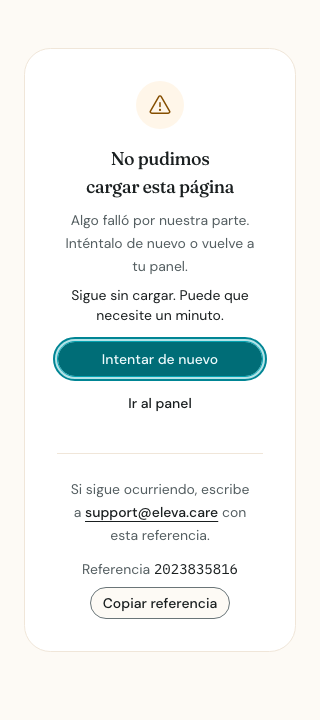 No pudimos
cargar esta página
Algo falló por nuestra parte.
Inténtalo de nuevo o vuelve a
tu panel.
Sigue sin cargar. Puede que
necesite un minuto.
Intentar de nuevo
Ir al panel
Si sigue ocurriendo, escribe
a support@eleva.care con
esta referencia.
Referencia 2023835816
Copiar referencia